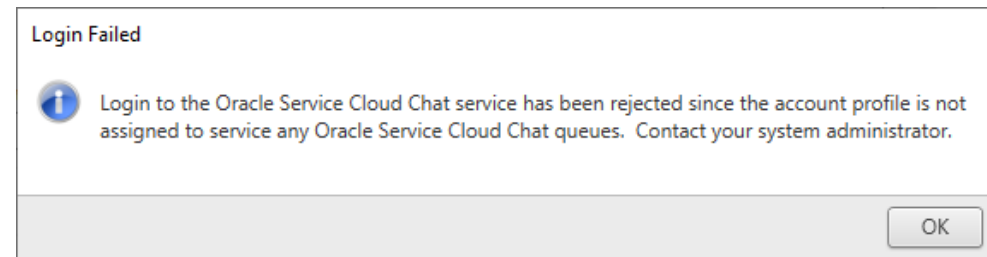 Login Failed
Login to the Oracle Service Cloud Chat service has been rejected since the account profile is not
assigned to service any Oracle Service Cloud Chat queues.  Contact your system administrator.
OK